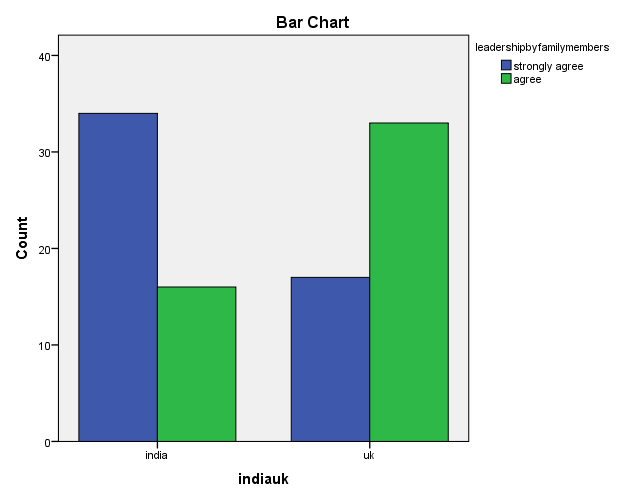 Bar Chart
leadershipbyfamilymembers
strongly agree
agree
Count
40
30
20
10
0
india
uk
indiauk